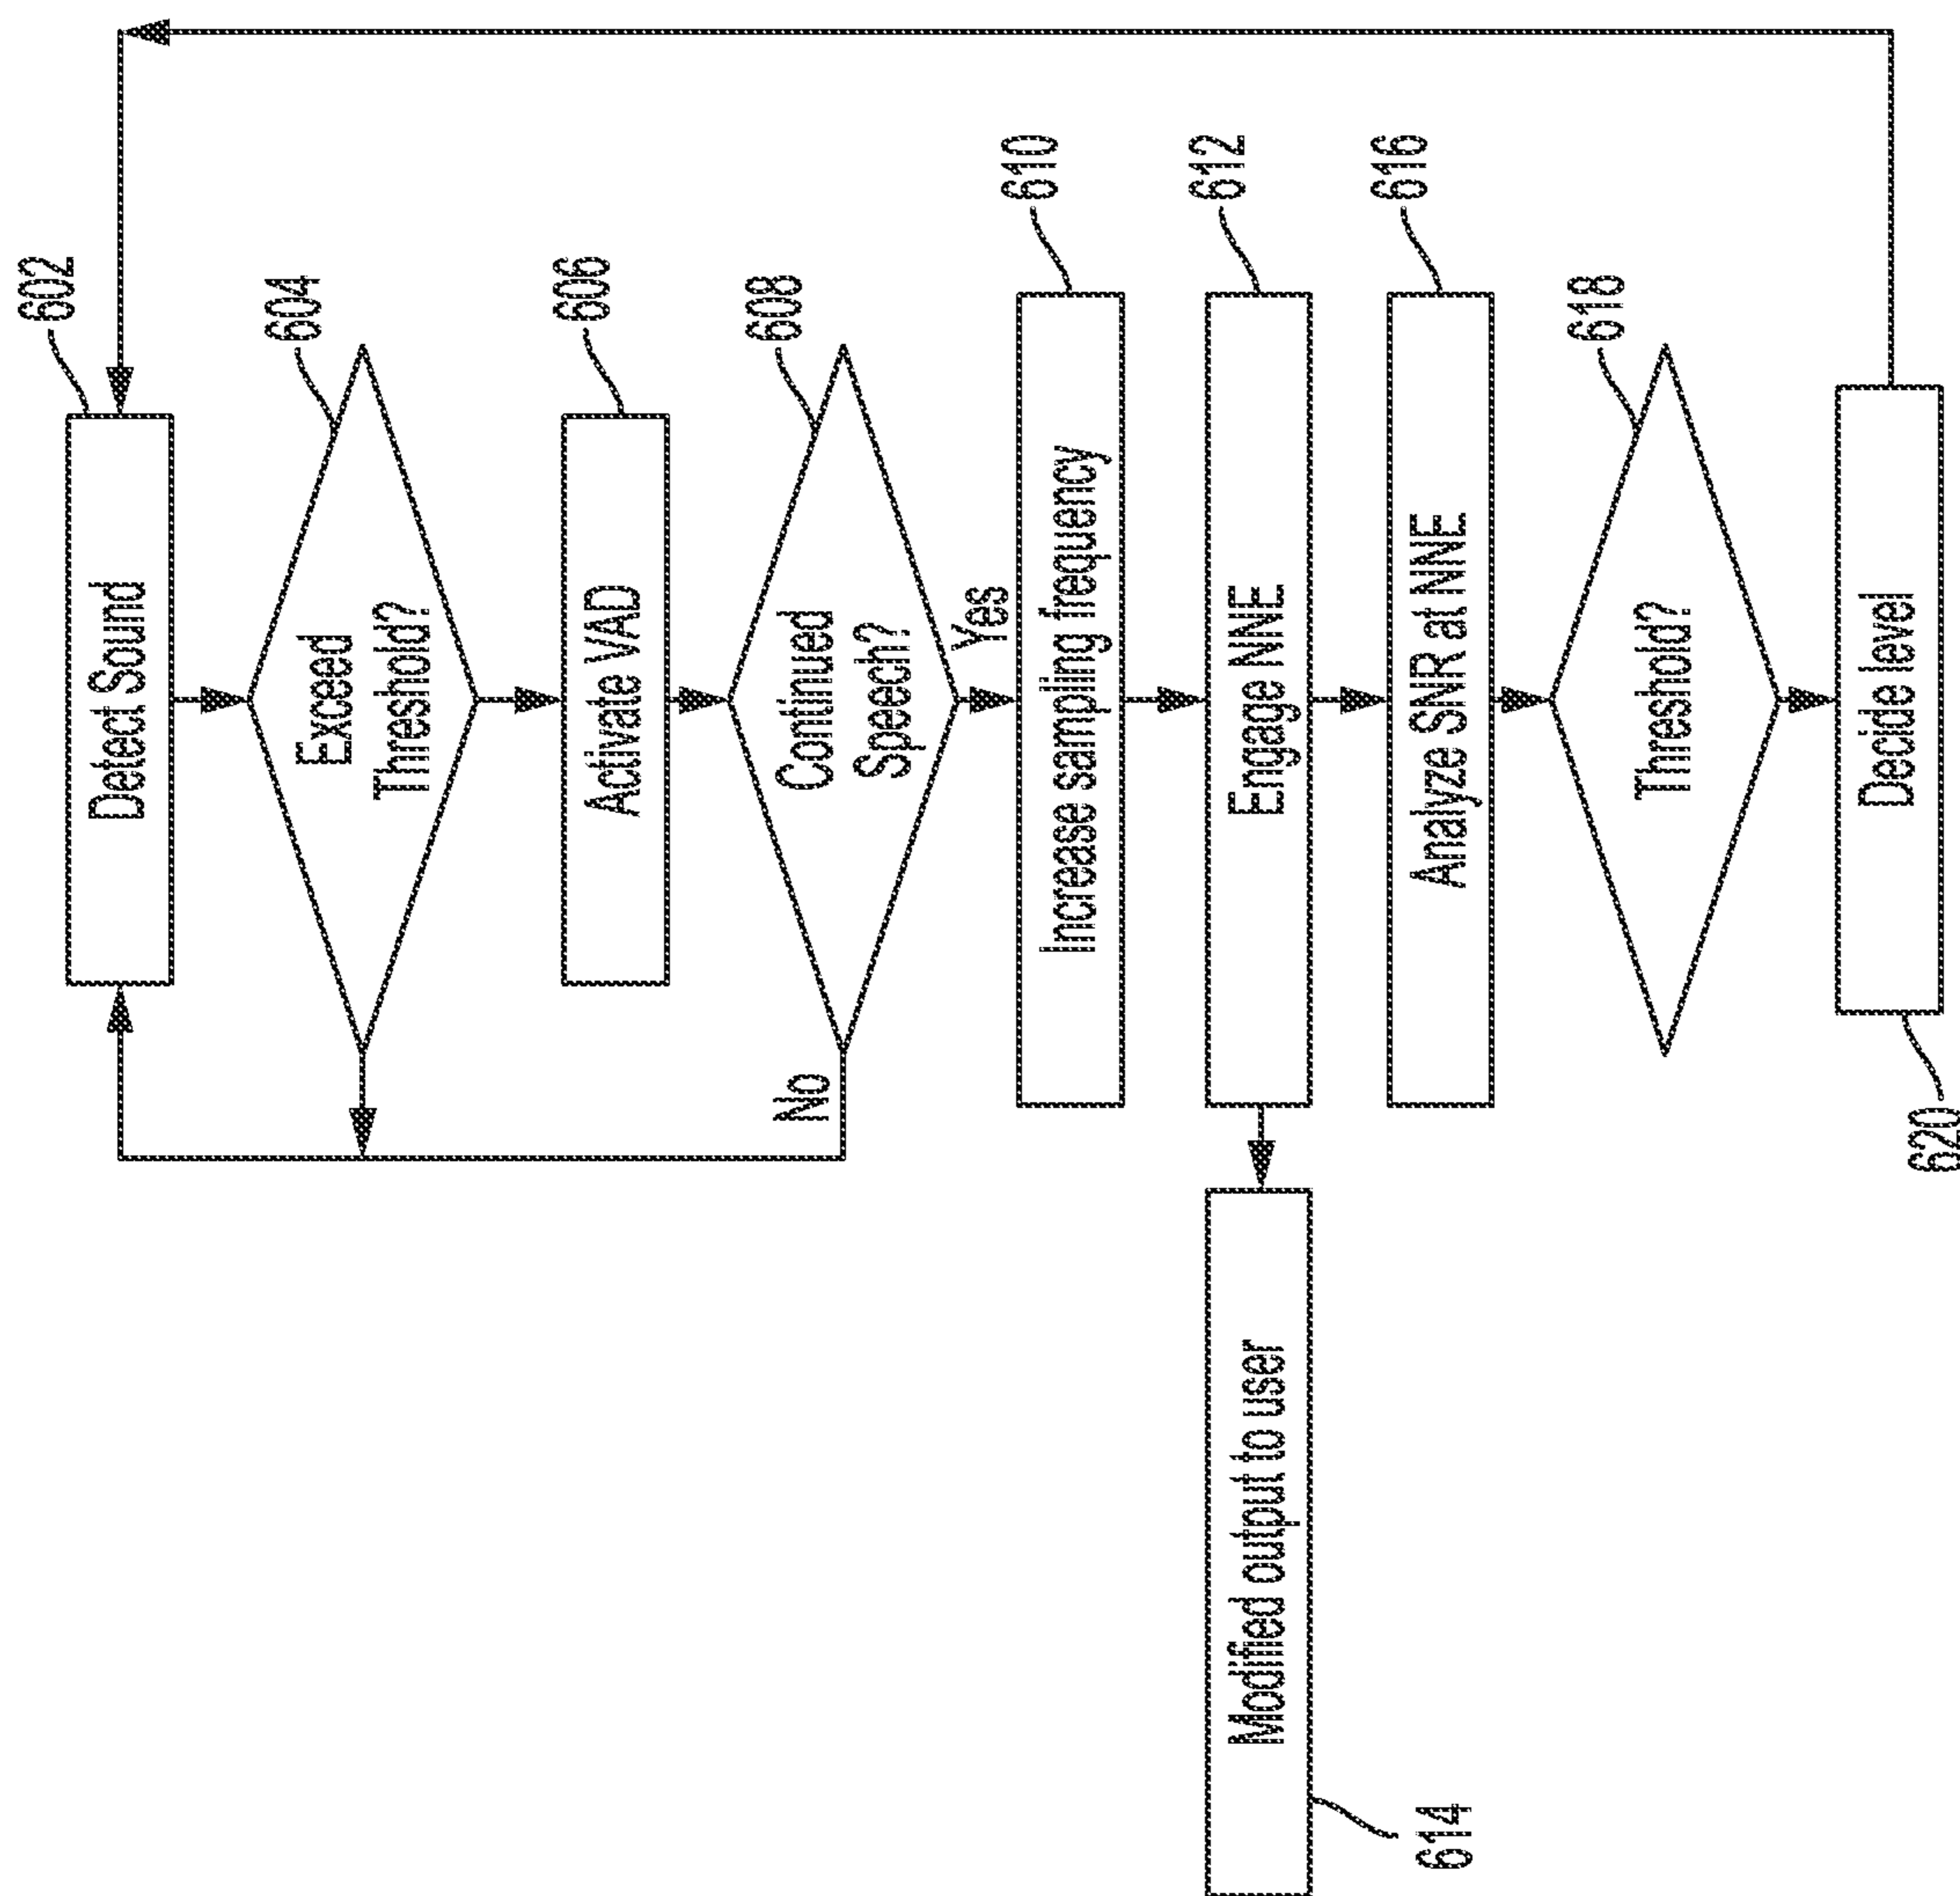 602
Detect Sound
604
Exceed
Threshold?
606
Activate VAD
608
Continued
Speech?
No
Yes
610
Increase sampling frequency
612
Engage NNE
Modified output to user
614
616
Analyze SNR at NNE
618
Threshold?
Decide level
620